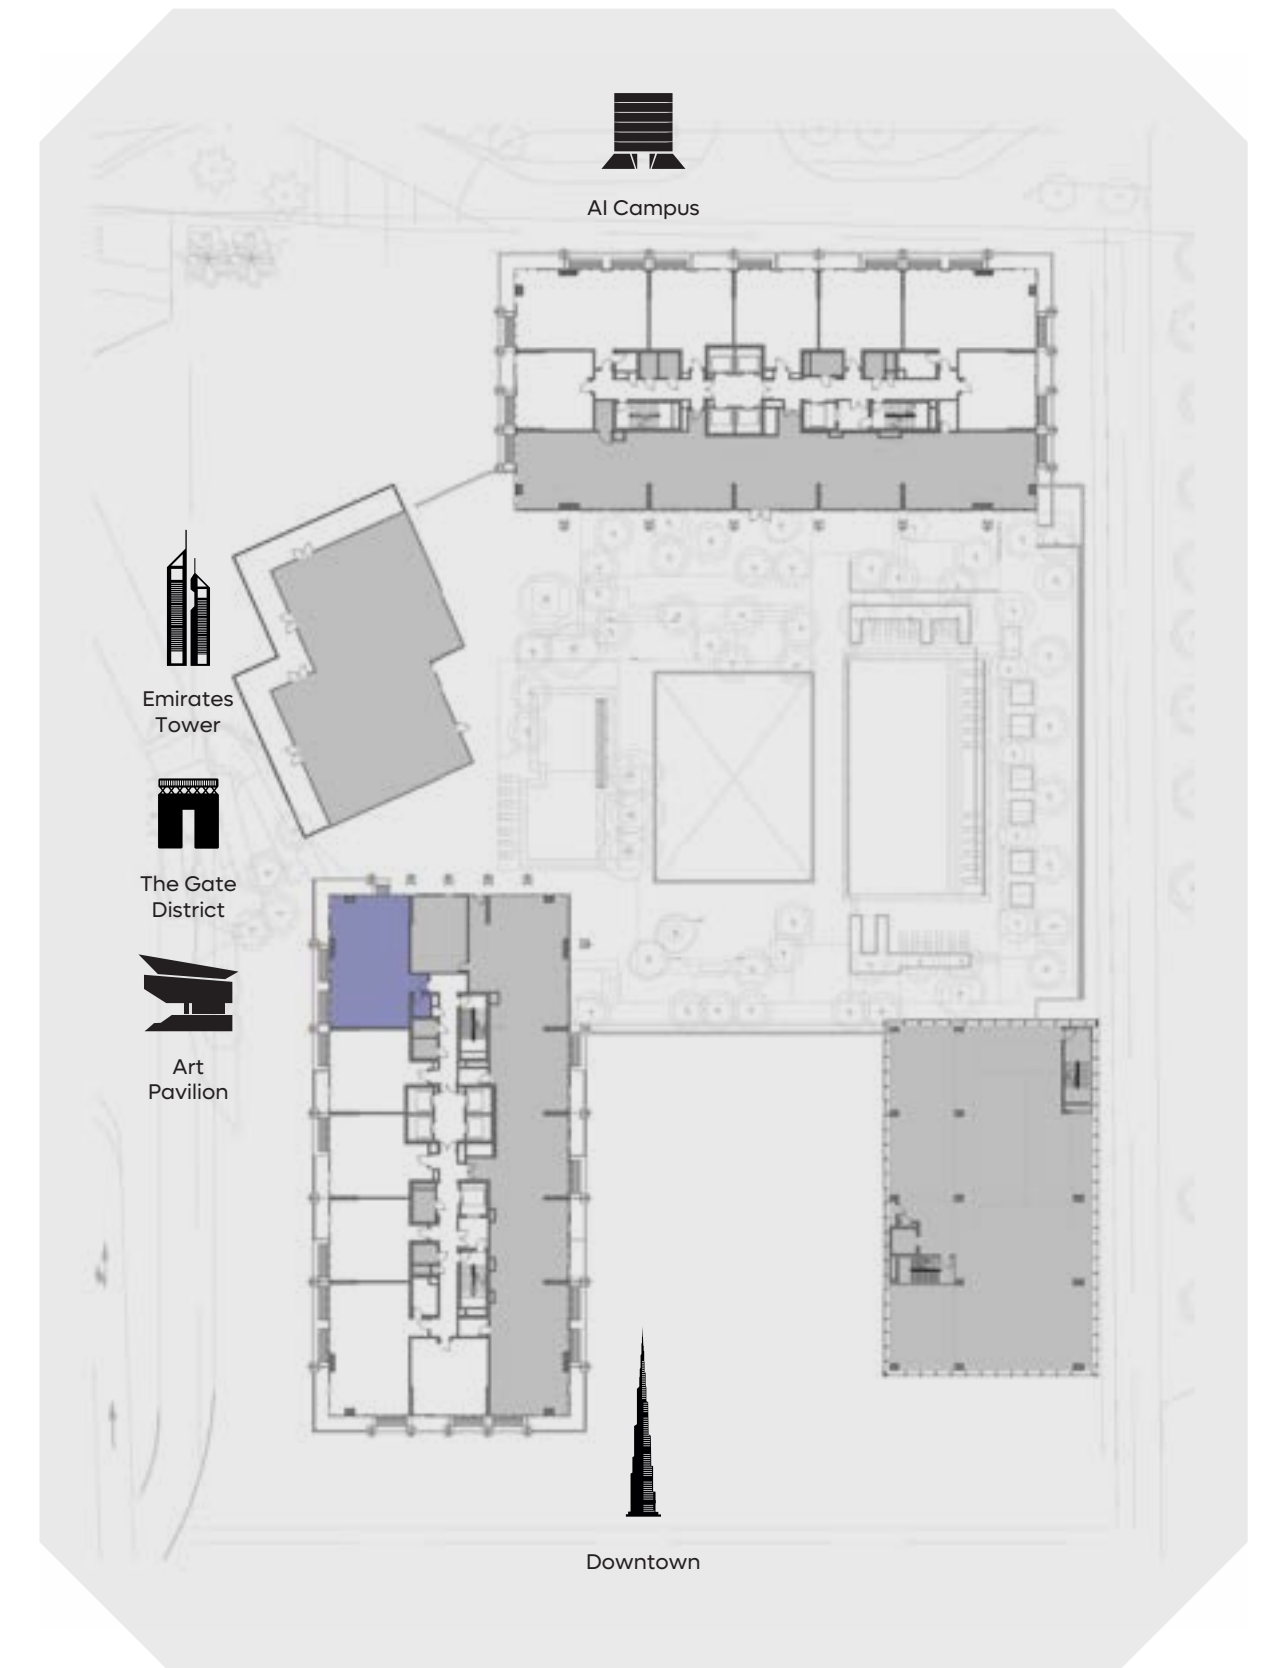 AI Campus
Emirates
Tower
The Gate
District
Art
Pavilion
Downtown